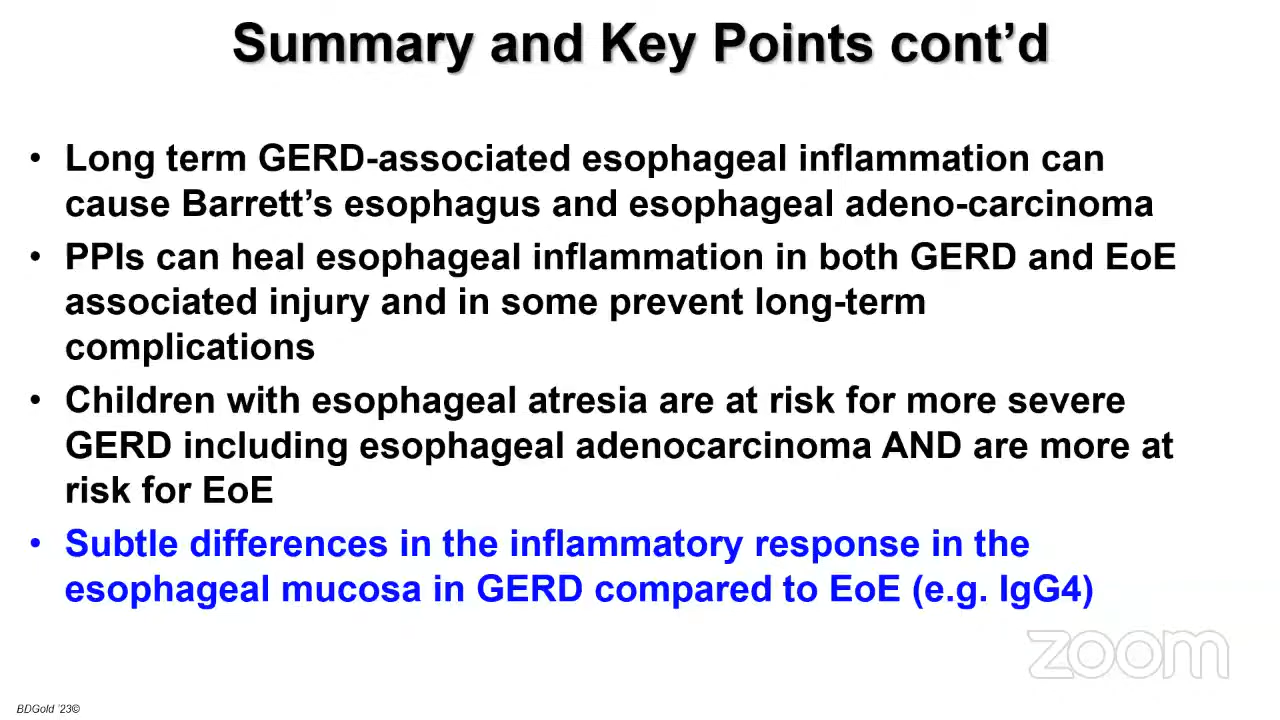 Summary and Key Points cont’d
• Long term GERD-associated esophageal inflammation can
cause Barrett’s esophagus and esophageal adeno-carcinoma
• PPIs can heal esophageal inflammation in both GERD and EoE
associated injury and in some prevent long-term
complications
• Children with esophageal atresia are at risk for more severe
GERD including esophageal adenocarcinoma AND are more at
risk for EoE
• Subtle differences in the inflammatory response in the
esophageal mucosa in GERD compared to EoE (e.g. IgG4)
zoom
BDGold ’23©